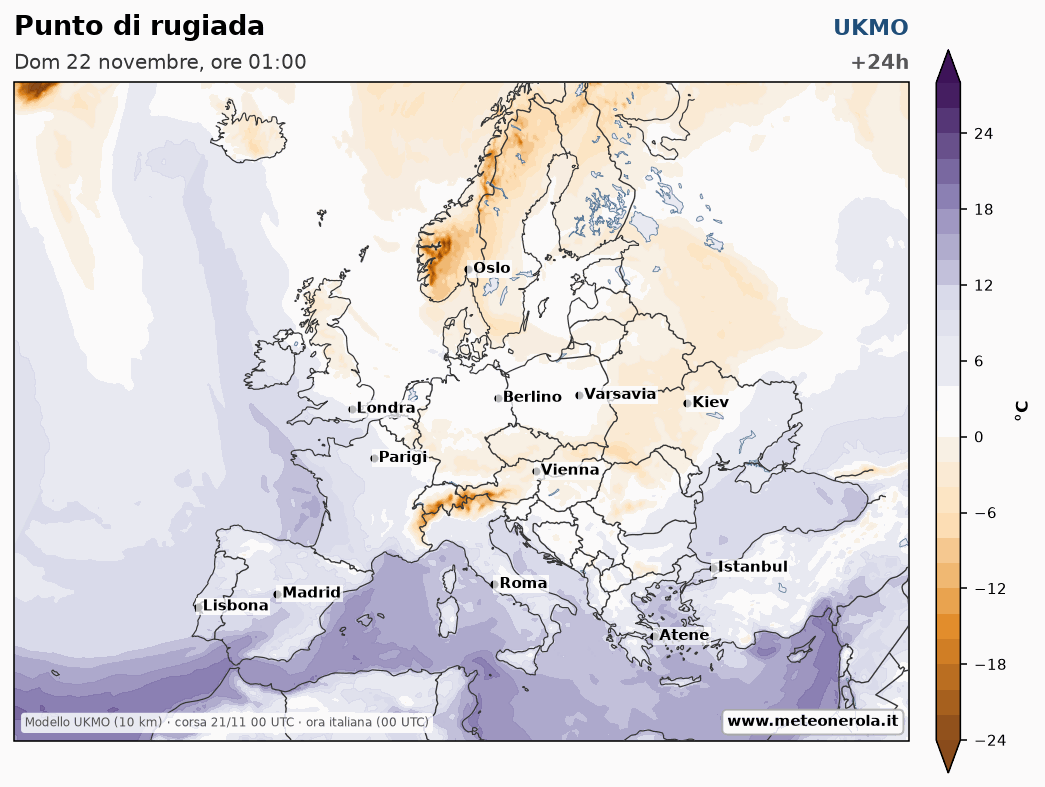 Punto di rugiada
UKMO
Dom 22 novembre, ore 01:00
+24h
24
18
12
6
0
−6
−12
−18
−24
°C
Oslo
Londra
Berlino
Varsavia
Kiev
Parigi
Vienna
Istanbul
Roma
Madrid
Lisbona
Atene
Modello UKMO (10 km) · corsa 21/11 00 UTC · ora italiana (00 UTC)
www.meteonerola.it